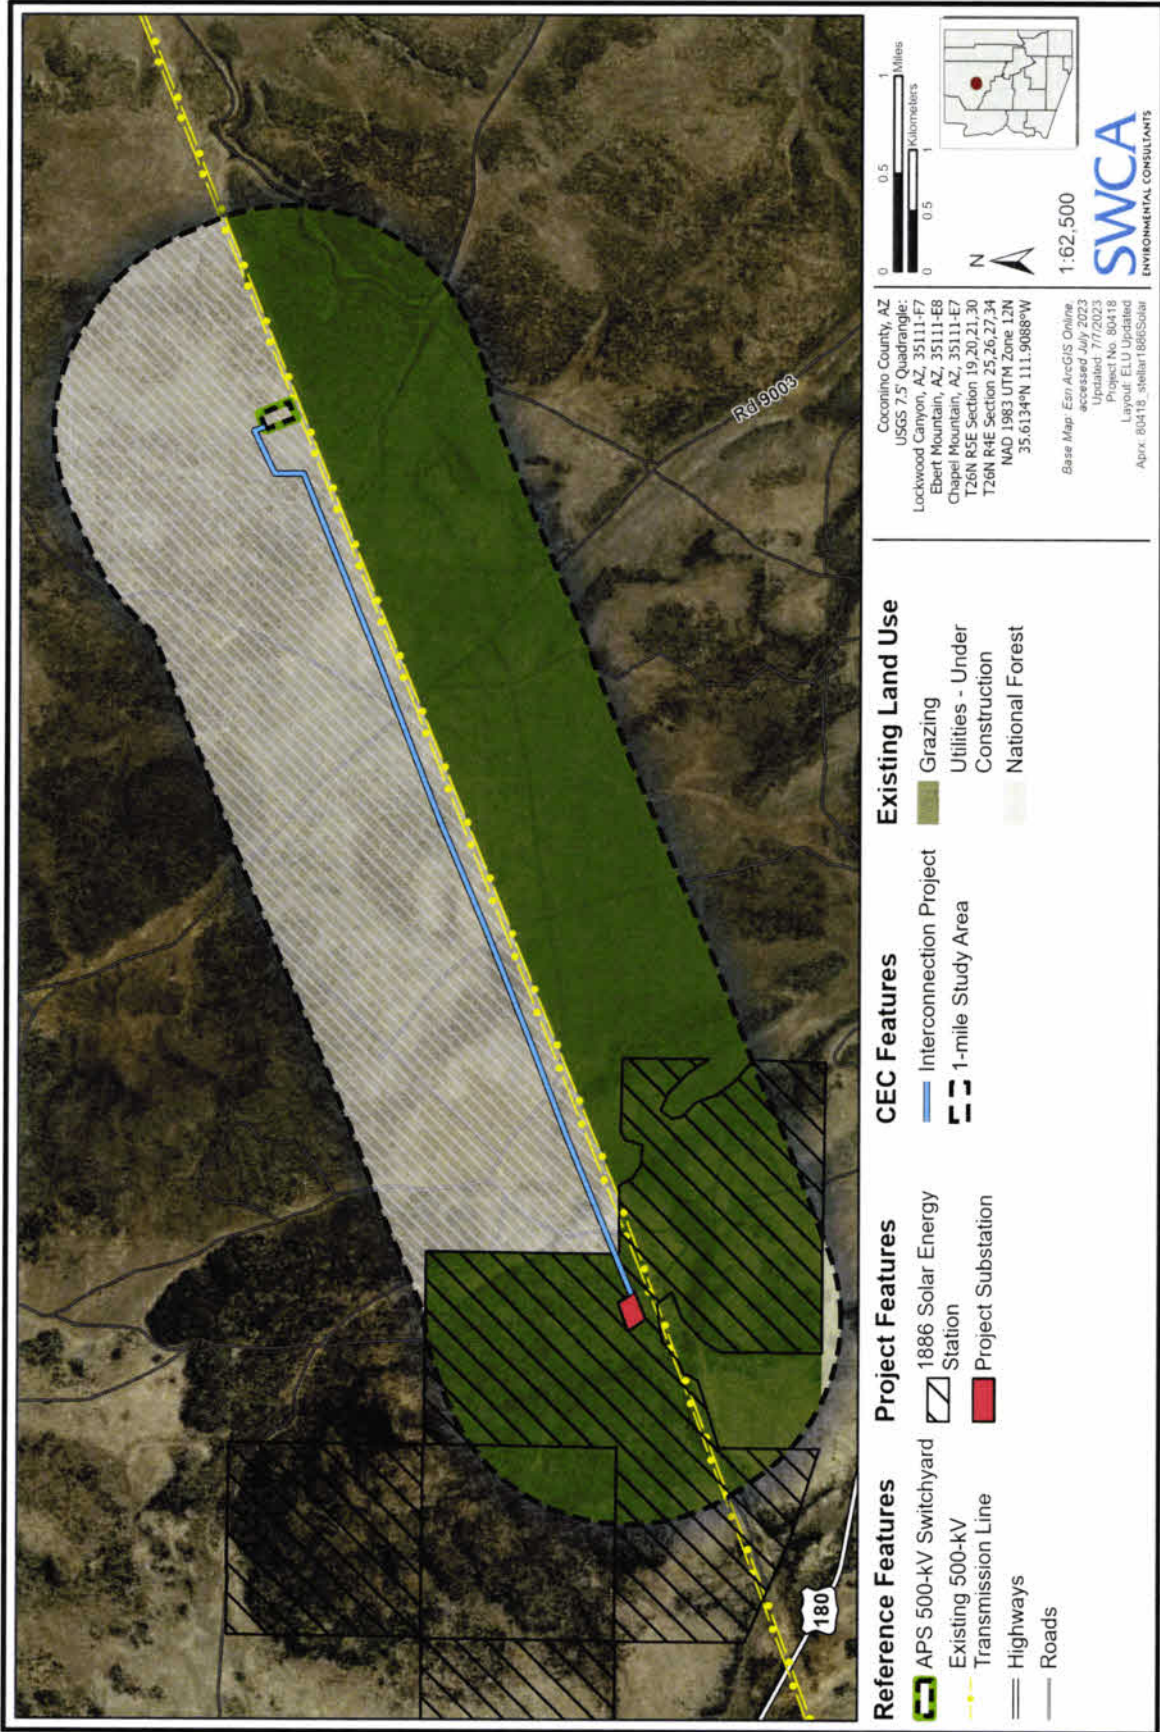 Rd 9003
180
Reference Features
APS 500-kV Switchyard
Existing 500-kV
Transmission Line
Highways
Roads
Project Features
1886 Solar Energy
Station
Project Substation
CEC Features
Interconnection Project
1-mile Study Area
Existing Land Use
Grazing
Utilities - Under
Construction
National Forest
Coconino County, AZ
USGS 7.5' Quadrangle:
Lockwood Canyon, AZ, 35111-F7
Ebert Mountain, AZ, 35111-E8
Chapel Mountain, AZ, 35111-E7
T26N R5E Section 19,20,21,30
T26N R4E Section 25,26,27,34
NAD 1983 UTM Zone 12N
35.6134°N 111.9088°W
Base Map: Esri ArcGIS Online,
accessed July 2023
Updated: 7/7/2023
Project No. 80418
Layout: ELU Updated
Aprx: 80418_stellar1886Solar
0 0.5 1
Miles
Kilometers
0 0.5 1
N
1:62,500
SWCA
ENVIRONMENTAL CONSULTANTS